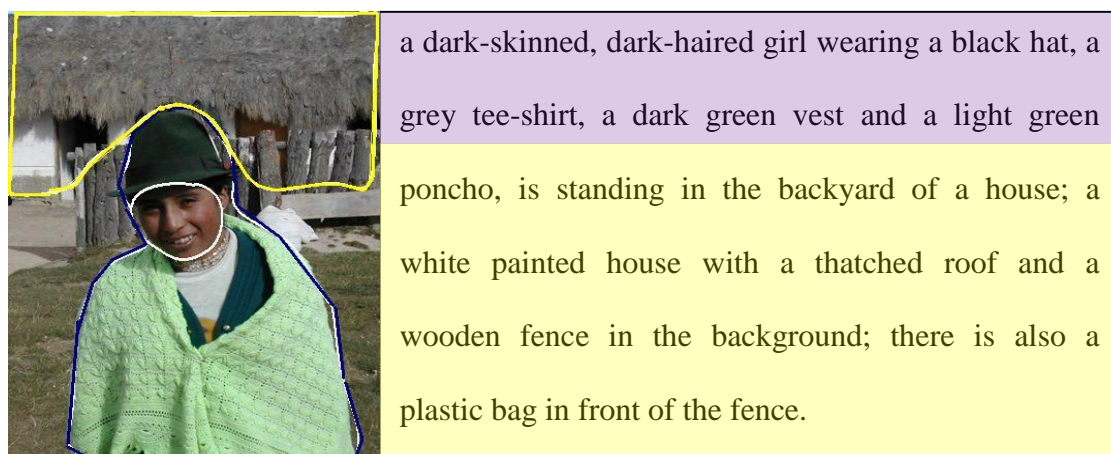 a dark-skinned, dark-haired girl wearing a black hat, a
grey tee-shirt, a dark green vest and a light green
poncho, is standing in the backyard of a house; a
white painted house with a thatched roof and a
wooden fence in the background; there is also a
plastic bag in front of the fence.